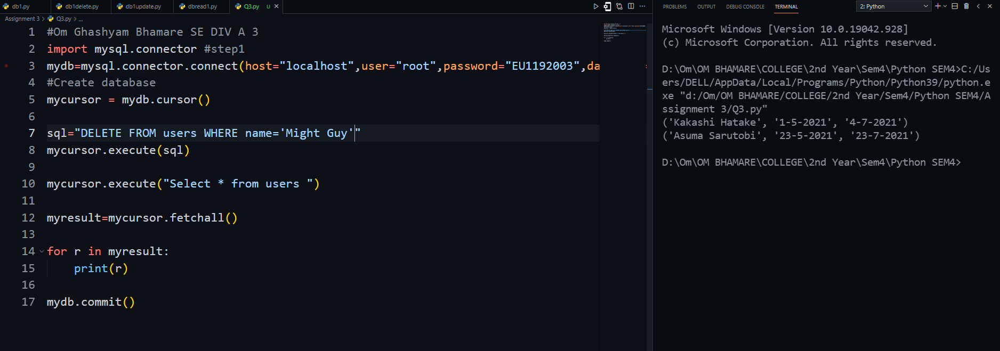 db1.py db1delete.py db1update.py dbread1.py Q3.py U
Assignment 3 > Q3.py > ...
1 #Om Ghashyam Bhamare SE DIV A 3
2 import mysql.connector #step1
3 mydb=mysql.connector.connect(host="localhost",user="root",password="EU1192003",da
4 #Create database
5 mycursor = mydb.cursor()
6
7 sql="DELETE FROM users WHERE name='Might Guy'"
8 mycursor.execute(sql)
9
10 mycursor.execute("Select * from users ")
11
12 myresult=mycursor.fetchall()
13
14 for r in myresult:
15 print(r)
16
17 mydb.commit()
PROBLEMS OUTPUT DEBUG CONSOLE TERMINAL 2: Python
Microsoft Windows [Version 10.0.19042.928]
(c) Microsoft Corporation. All rights reserved.
D:\Om\OM BHAMARE\COLLEGE\2nd Year\Sem4\Python SEM4>C:/Us
ers/DELL/AppData/Local/Programs/Python/Python39/python.e
xe "d:/Om/OM BHAMARE/COLLEGE/2nd Year/Sem4/Python SEM4/A
ssignment 3/Q3.py"
('Kakashi Hatake', '1-5-2021', '4-7-2021')
('Asuma Sarutobi', '23-5-2021', '23-7-2021')
D:\Om\OM BHAMARE\COLLEGE\2nd Year\Sem4\Python SEM4>